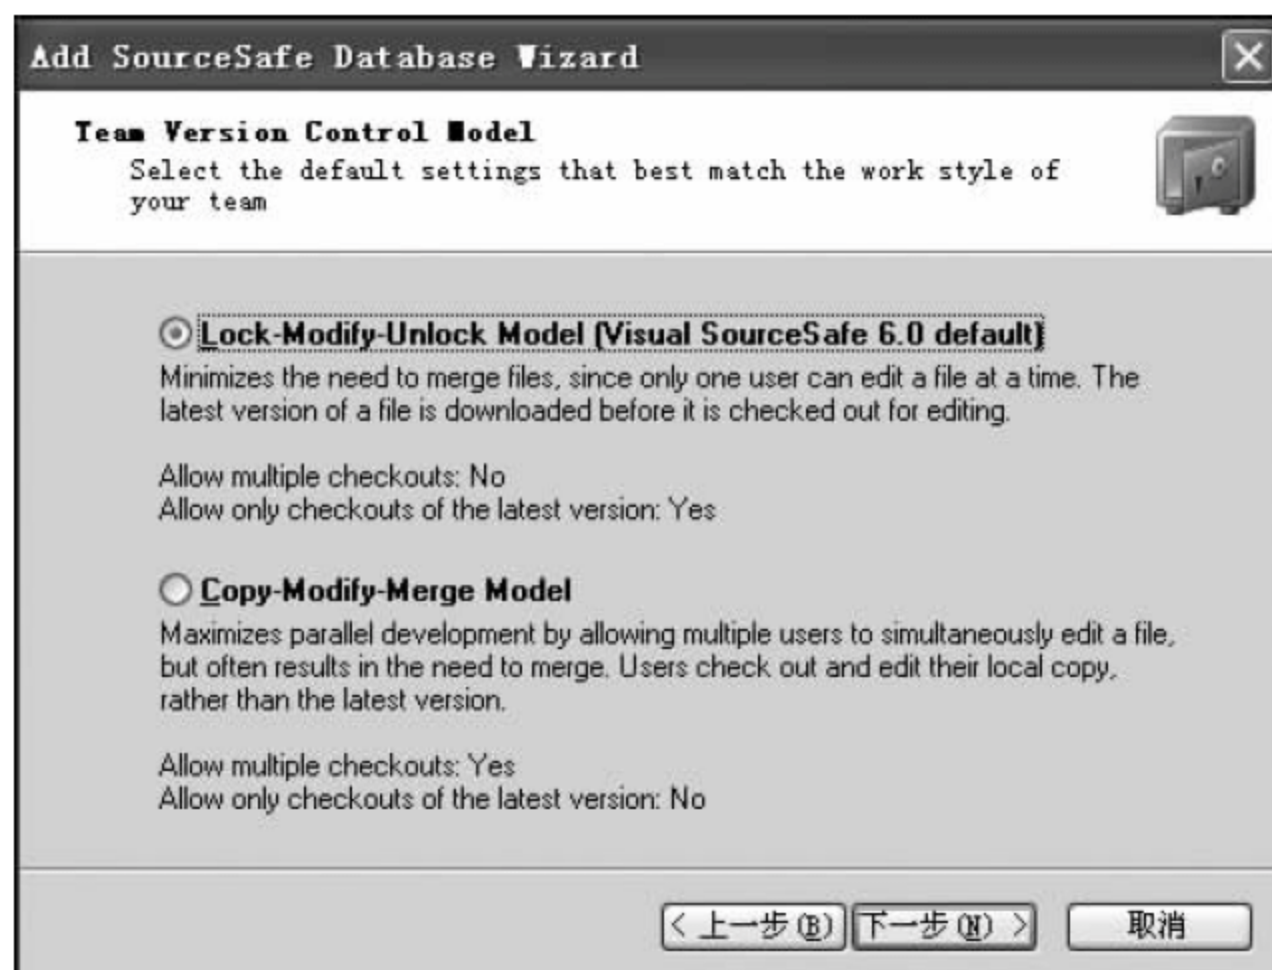 Add SourceSafe Database Wizard
Team Version Control Model
Select the default settings that best match the work style of
your team
Lock-Modify-Unlock Model (Visual SourceSafe 6.0 default)
Minimizes the need to merge files, since only one user can edit a file at a time. The
latest version of a file is downloaded before it is checked out for editing.
Allow multiple checkouts: No
Allow only checkouts of the latest version: Yes
Copy-Modify-Merge Model
Maximizes parallel development by allowing multiple users to simultaneously edit a file,
but often results in the need to merge. Users check out and edit their local copy,
rather than the latest version.
Allow multiple checkouts: Yes
Allow only checkouts of the latest version: No
< 上一步(B) 下一步(N) > 取消